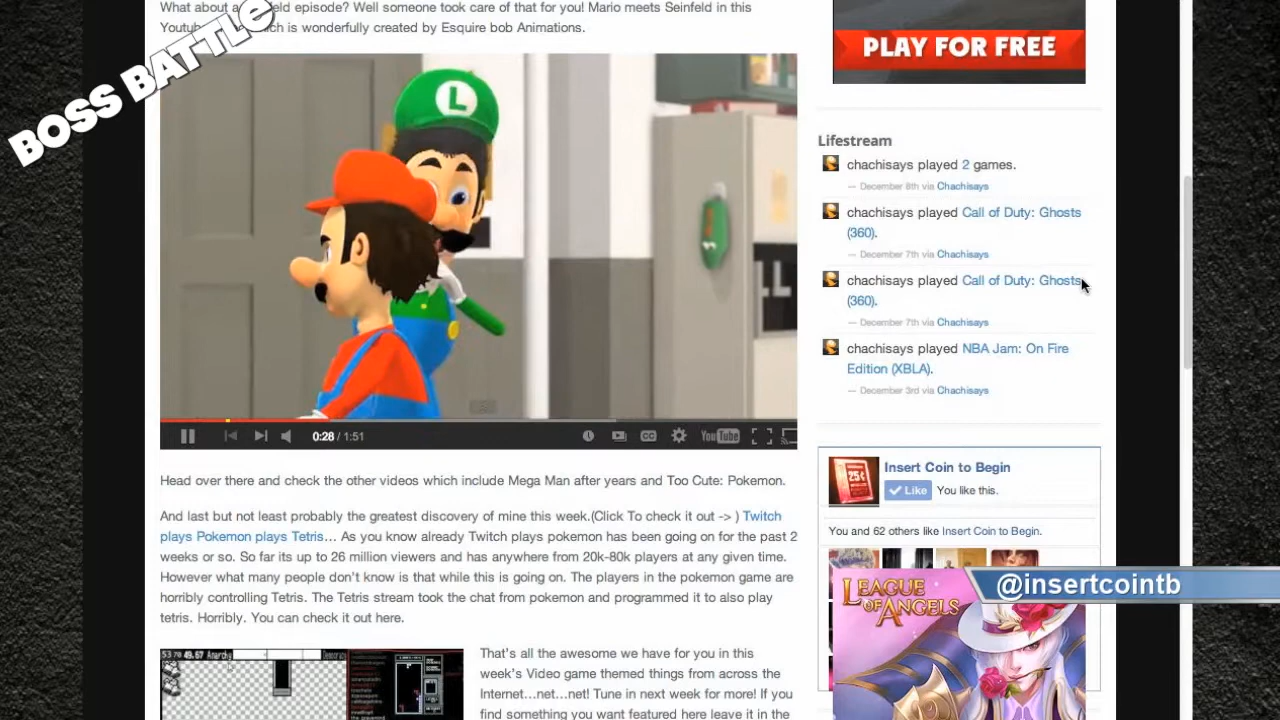 What about a
eld episode? Well someone took care of that for you! Mario meets Seinfeld in this
ich is wonderfully created by Esquire bob Animations.
BOSS BATTLE
L
0:28 / 1:51
CC
YouTube
Head over there and check the other videos which include Mega Man after years and Too Cute: Pokemon.
And last but not least probably the greatest discovery of mine this week.(Click To check it out -> ) Twitch
plays Pokemon plays Tetris... As you know already Twitch plays pokemon has been going on for the past 2
weeks or so. So far its up to 26 million viewers and has anywhere from 20k-80k players at any given time.
However what many people don't know is that while this is going on. The players in the pokemon game are
horribly controlling Tetris. The Tetris stream took the chat from pokemon and programmed it to also play
tetris. Horribly. You can check it out here.
Anarchy
Democracy
That's all the awesome we have for you in this
week's Video game themed things from across the
Internet...net...net! Tune in next week for more! If you
find something you want featured here leave it in the
PLAY FOR FREE
Lifestream
chachisays played 2 games.
— December 8th via Chachisays
chachisays played Call of Duty: Ghosts
(360).
— December 7th via Chachisays
chachisays played Call of Duty: Ghosts
(360).
— December 7th via Chachisays
chachisays played NBA Jam: On Fire
Edition (XBLA).
— December 3rd via Chachisays
25¢
Insert Coin to Begin
Like You like this.
You and 62 others like Insert Coin to Begin.
LEAGUE
OF ANGELS
@insertcointb